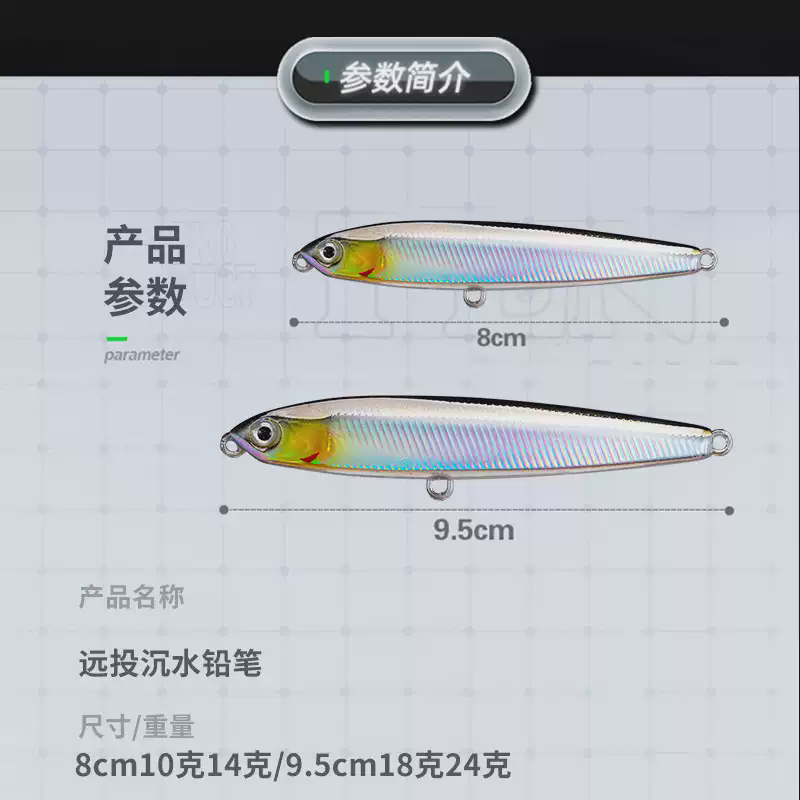 参数简介
产品
参数
parameter
8cm
9.5cm
产品名称
远投沉水铅笔
尺寸/重量
8cm10克14克/9.5cm18克24克